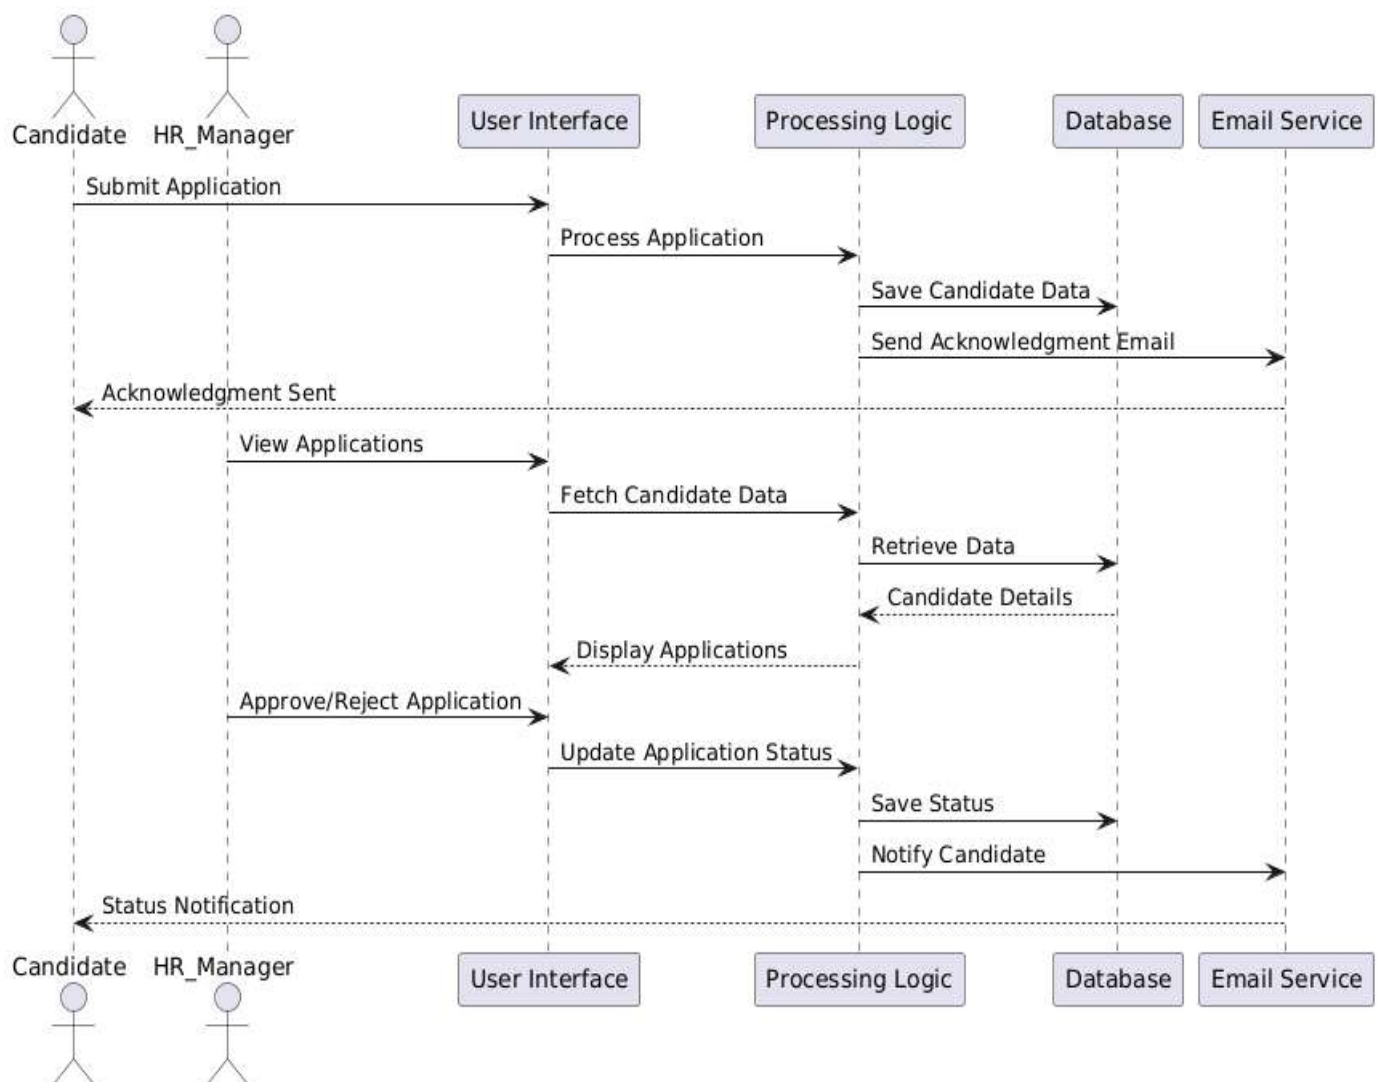 Candidate HR_Manager User Interface Processing Logic Database Email Service
Submit Application
Process Application
Save Candidate Data
Send Acknowledgment Email
Acknowledgment Sent
View Applications
Fetch Candidate Data
Retrieve Data
Candidate Details
Display Applications
Approve/Reject Application
Update Application Status
Save Status
Notify Candidate
Status Notification
Candidate HR_Manager User Interface Processing Logic Database Email Service